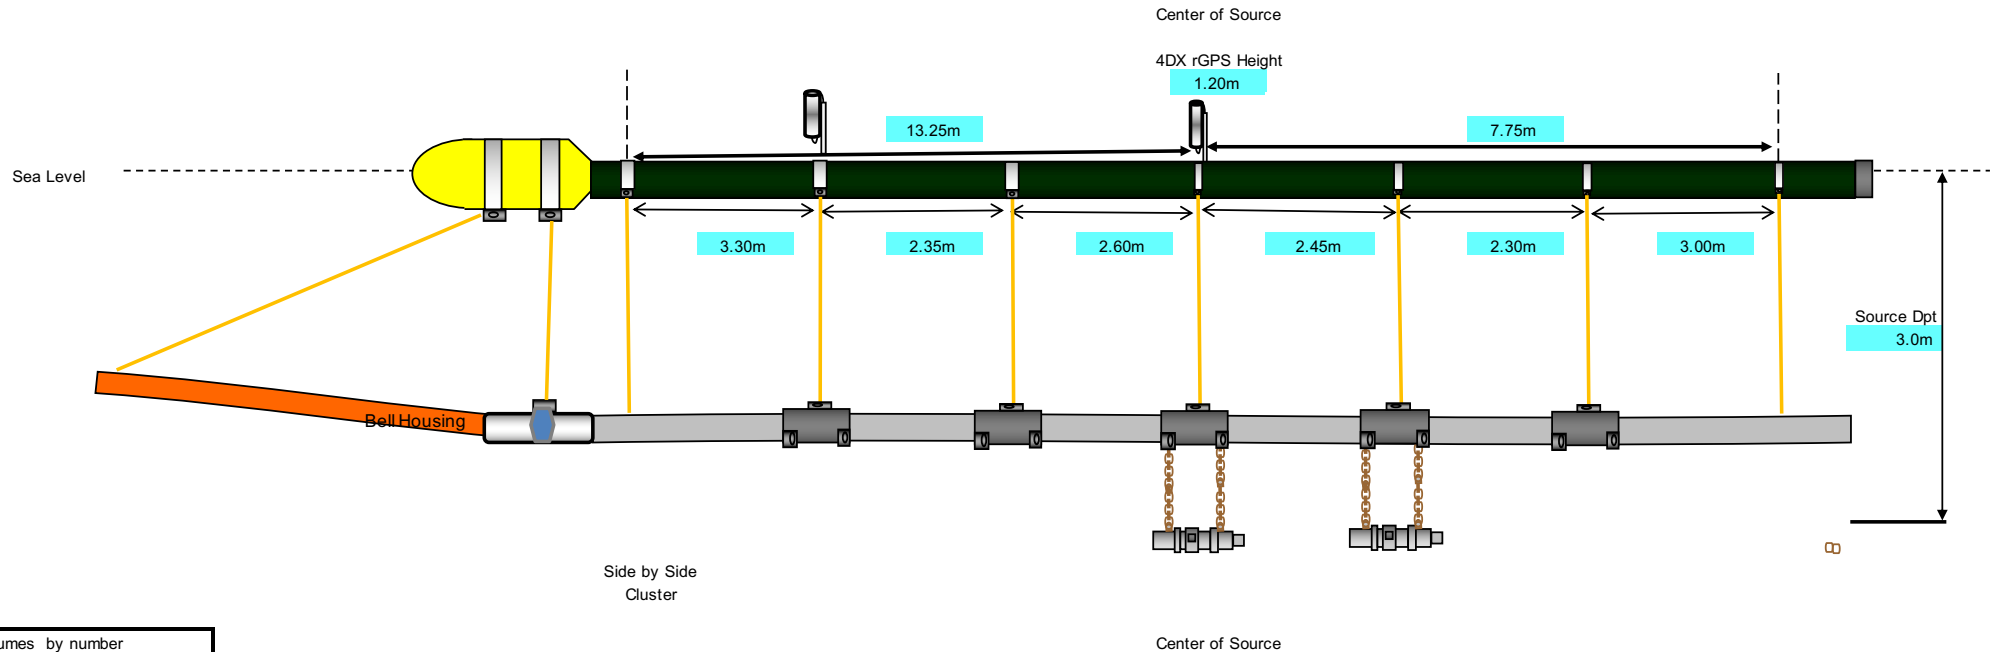 Center of Source
4DX rGPS Height
1.20m
13.25m
7.75m
Sea Level
3.30m
2.35m
2.60m
2.45m
2.30m
3.00m
Source Dpt
3.0m
Bell Housing
Side by Side
Cluster
umes by number
Center of Source